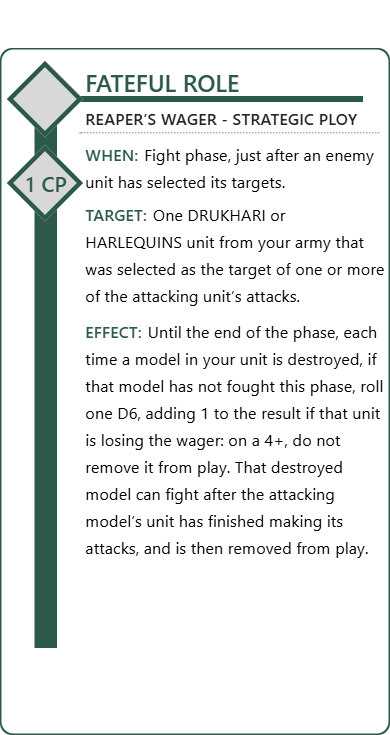 FATEFUL ROLE
REAPER’S WAGER - STRATEGIC PLOY
1 CP
WHEN: Fight phase, just after an enemy
unit has selected its targets.
TARGET: One DRUKHARI or
HARLEQUINS unit from your army that
was selected as the target of one or more
of the attacking unit’s attacks.
EFFECT: Until the end of the phase, each
time a model in your unit is destroyed, if
that model has not fought this phase, roll
one D6, adding 1 to the result if that unit
is losing the wager: on a 4+, do not
remove it from play. That destroyed
model can fight after the attacking
model’s unit has finished making its
attacks, and is then removed from play.